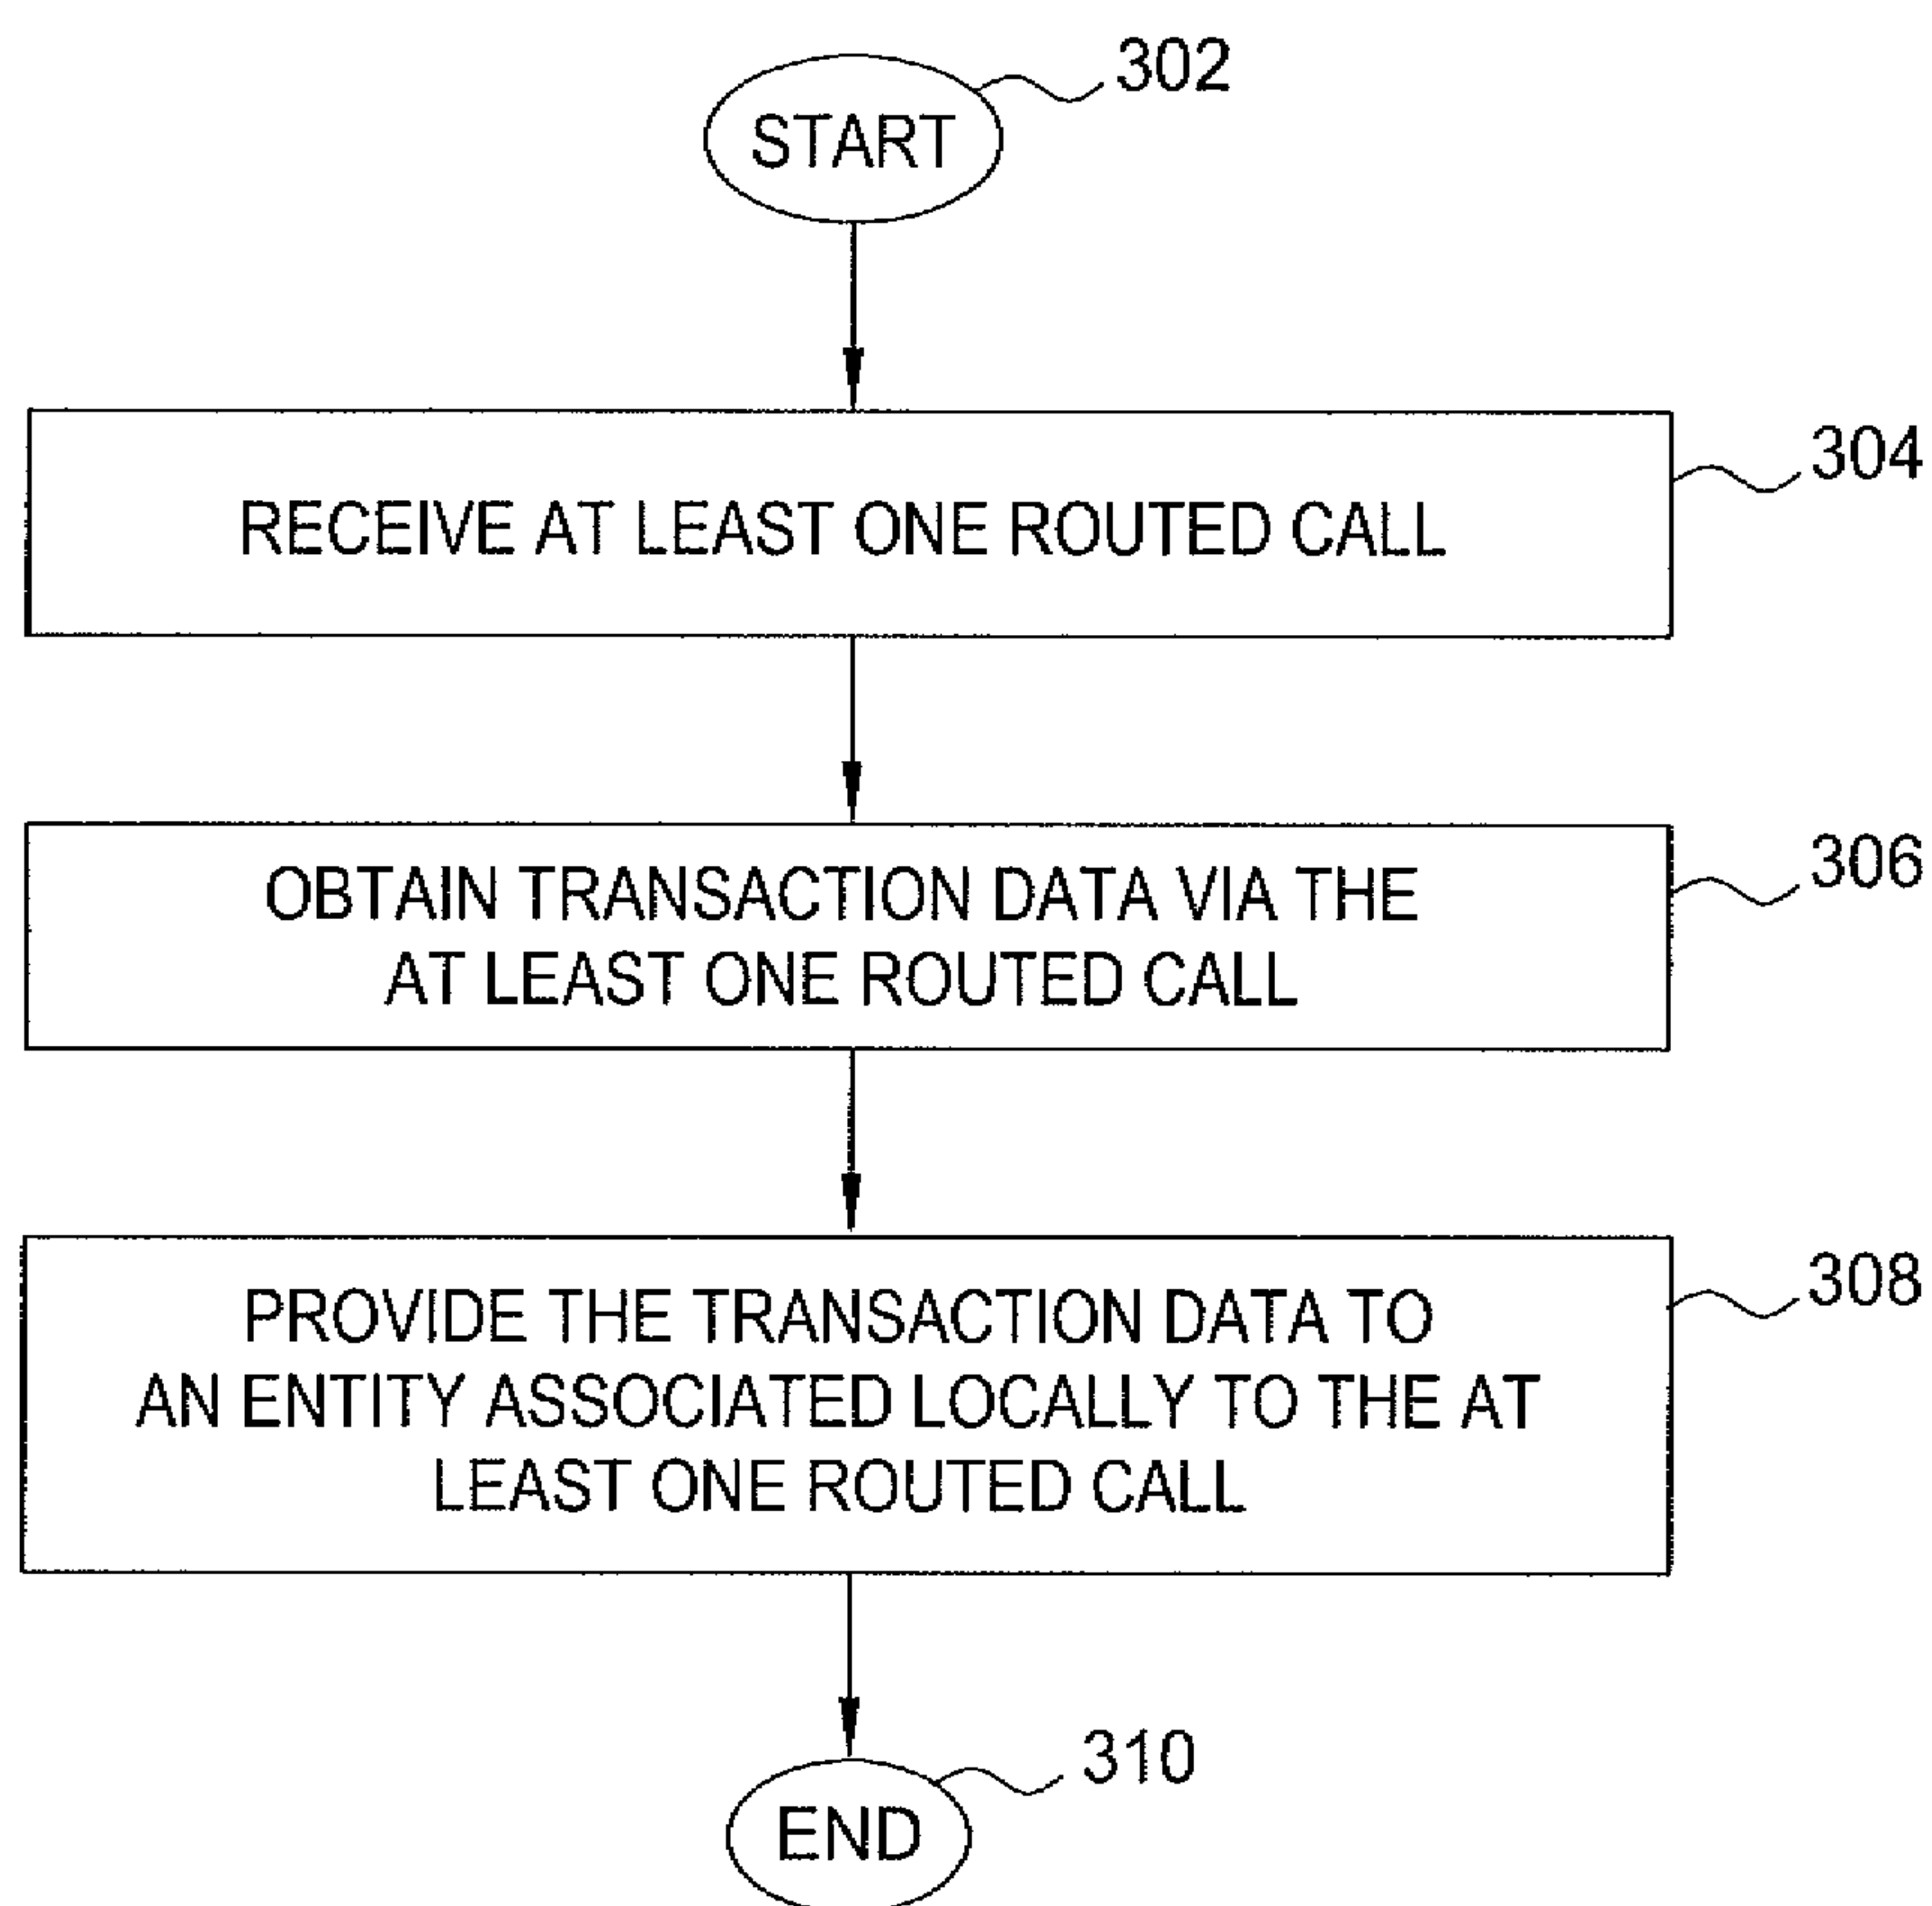 302
START
304
RECEIVE AT LEAST ONE ROUTED CALL
306
OBTAIN TRANSACTION DATA VIA THE
AT LEAST ONE ROUTED CALL
308
PROVIDE THE TRANSACTION DATA TO
AN ENTITY ASSOCIATED LOCALLY TO THE AT
LEAST ONE ROUTED CALL
310
END